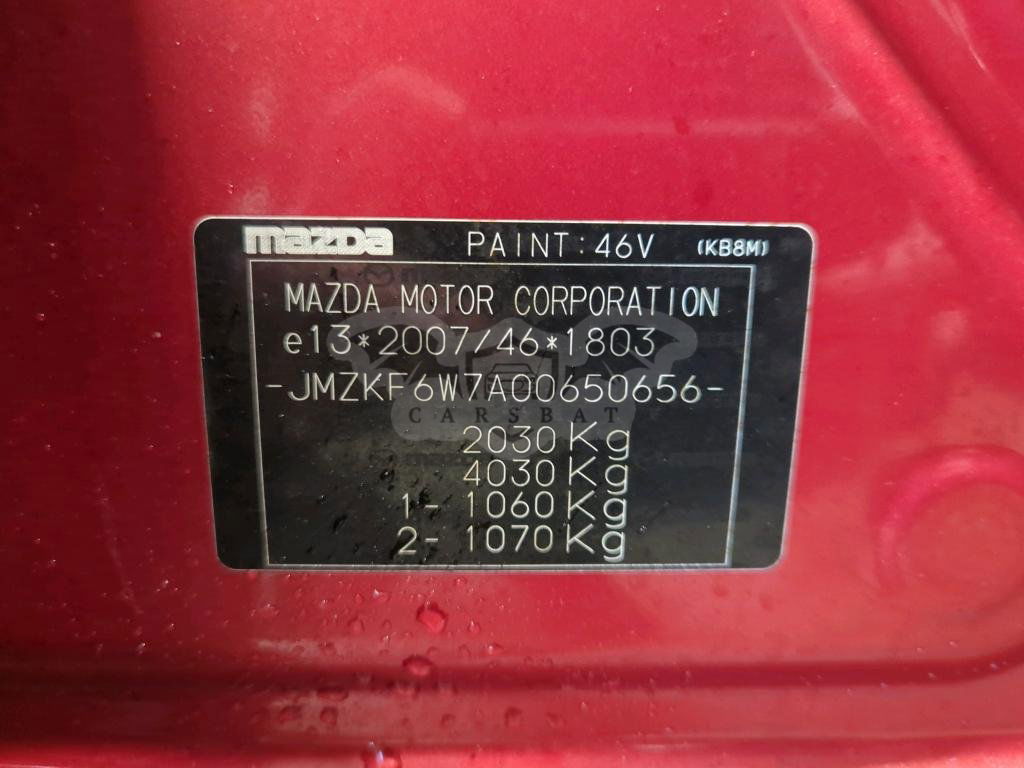 mazda PAINT:46V (KB8M)
MAZDA MOTOR CORPORATION
e13*2007/46*1803
-JMZKF6W7A00650656-
CARSBAT
2030Kg
4030Kg
1- 1060Kg
2- 1070Kg